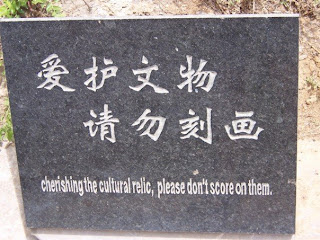 爱护文物
请勿刻画
cherishing the cultural relic, please don't score on them.